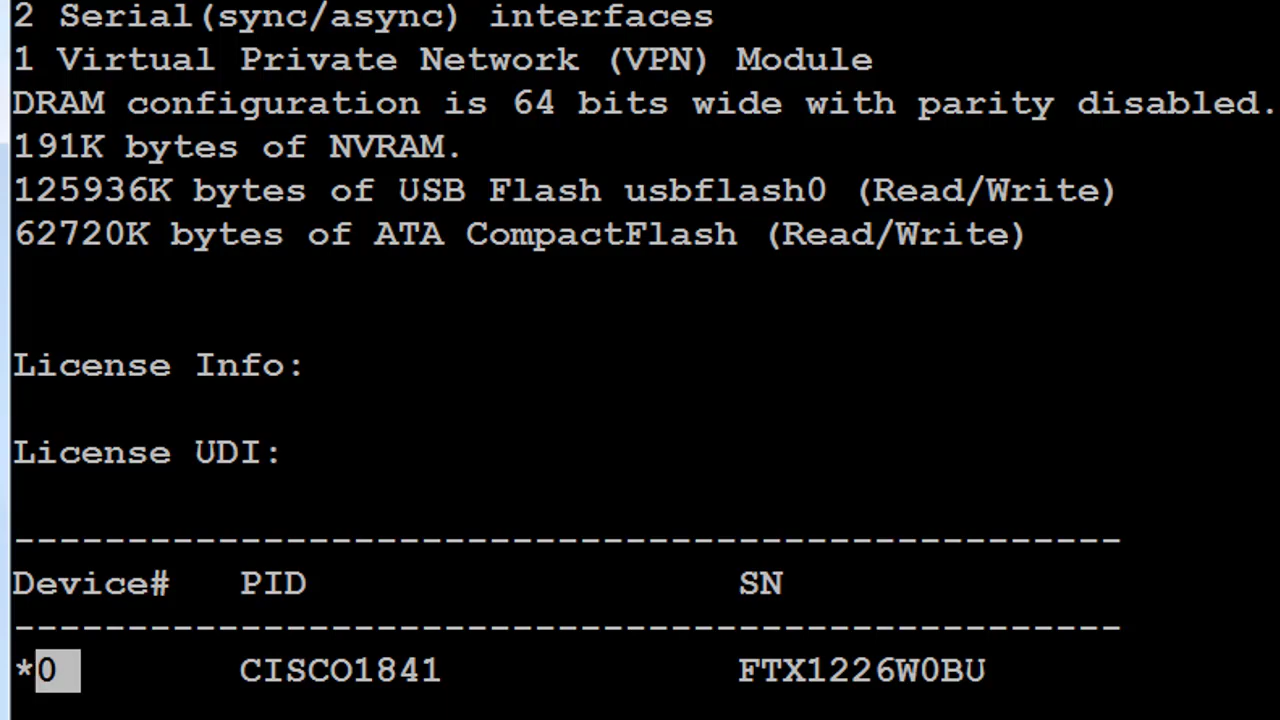 2 Serial(sync/async) interfaces
1 Virtual Private Network (VPN) Module
DRAM configuration is 64 bits wide with parity disabled.
191K bytes of NVRAM.
125936K bytes of USB Flash usbflash0 (Read/Write)
62720K bytes of ATA CompactFlash (Read/Write)
License Info:
License UDI:
-------------------------------------------------
Device#   PID                   SN
-------------------------------------------------
*0        CISCO1841             FTX1226W0BU